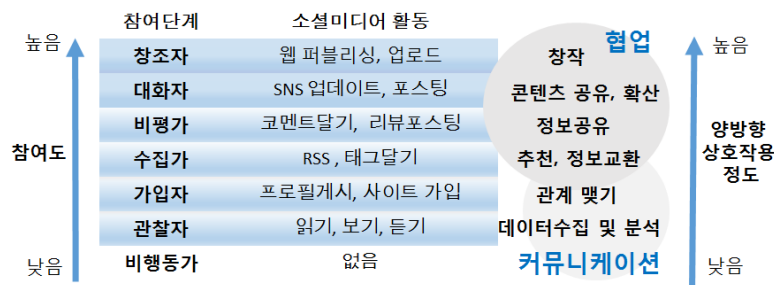 참여단계 소셜미디어 활동
높음 창조자 웹 퍼블리싱, 업로드 창작 협업 높음
대화자 SNS 업데이트, 포스팅 콘텐츠 공유, 확산
비평가 코멘트달기, 리뷰포스팅 정보공유
참여도 수집가 RSS , 태그달기 추천, 정보교환 양방향
상호작용
정도
가입자 프로필게시, 사이트 가입 관계 맺기
관찰자 읽기, 보기, 듣기 데이터수집 및 분석
낮음 비행동가 없음 커뮤니케이션 낮음